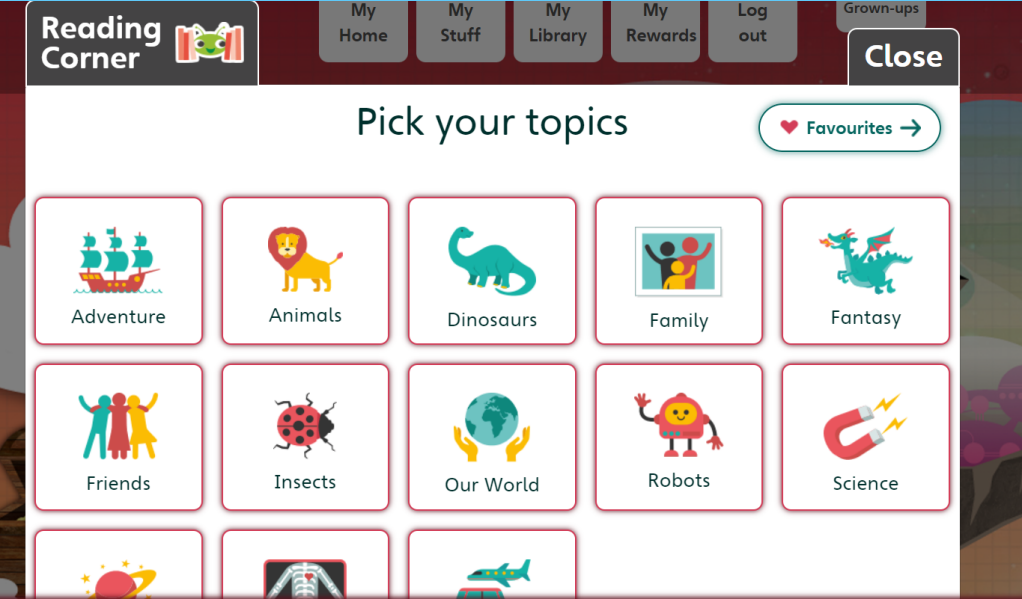 Reading
Corner
My
Home
My
Stuff
My
Library
My
Rewards
Log
out
Grown-ups
Close
Pick your topics
Favourites
Adventure
Animals
Dinosaurs
Family
Fantasy
Friends
Insects
Our World
Robots
Science